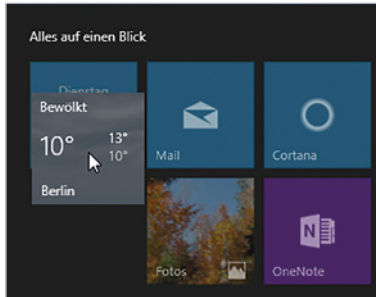 Alles auf einen Blick
Dienstag
Bewölkt
10°
13°
10°
Berlin
Mail
Cortana
Fotos
N
OneNote